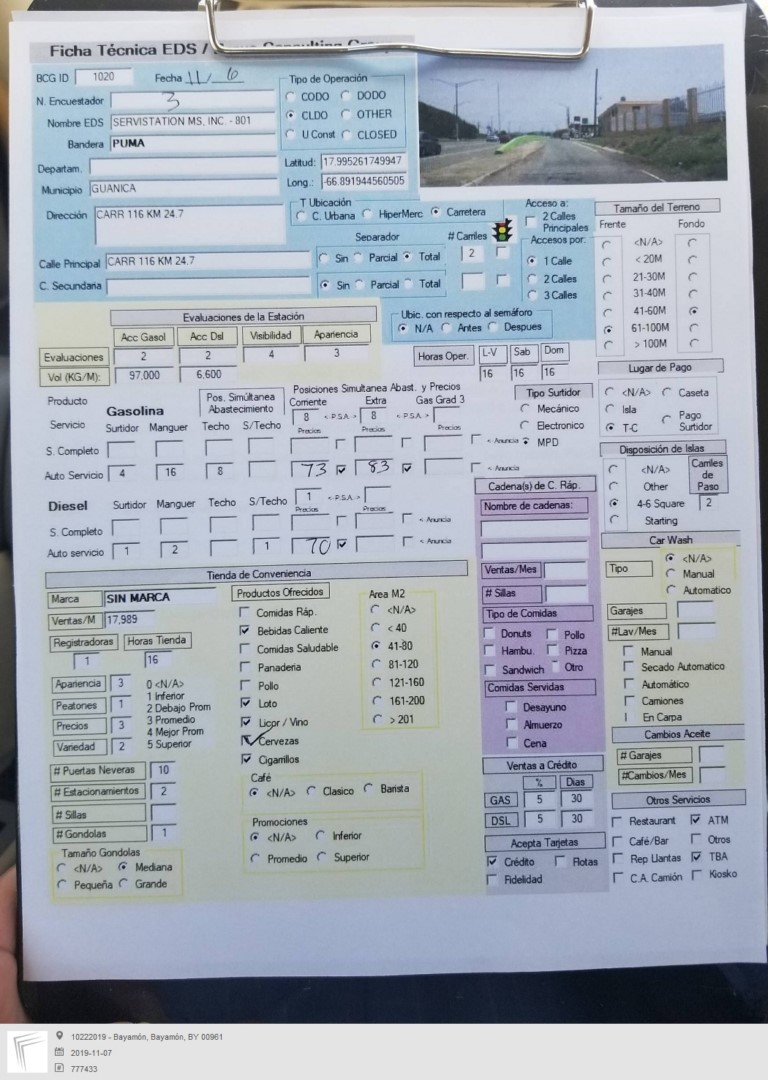 Ficha Técnica EDS /
BCG ID 1020 Fecha 11/6
N. Encuestador 3
Nombre EDS SERVISTATION MS, INC. - 801
Bandera PUMA
Departam.
Municipio GUANICA
Dirección CARR 116 KM 24.7
Calle Principal CARR 116 KM 24.7
C. Secundaria
Tipo de Operación
CODO DODO
CLDO OTHER
U Const CLOSED
Latitud: 17.995261749947
Long.: -66.891944560505
T Ubicación
C. Urbana HiperMerc Carretera
Separador # Carriles
Sin Parcial Total 2
Sin Parcial Total
Acceso a:
2 Calles
Principales
Accesos por:
1 Calle
2 Calles
3 Calles
Ubic. con respecto al semáforo
N/A Antes Despues
Tamaño del Terreno
Frente Fondo
<N/A>
< 20M
21-30M
31-40M
41-60M
61-100M
> 100M
Evaluaciones de la Estación
Acc Gasol Acc Dsl Visibilidad Apariencia
Evaluaciones 2 2 4 3
Vol (KG/M): 97,000 6,600
Horas Oper. L-V Sab Dom
16 16 16
Lugar de Pago
<N/A> Caseta
Isla Pago
T-C Surtidor
Producto Gasolina Pos. Simultánea
Abastecimiento
Servicio Surtidor Manguer Techo S/Techo
S. Completo
Auto Servicio 4 16 8
Posiciones Simultanea Abast. y Precios
Corriente Extra Gas Grad 3
8 <-P.S.A.-> 8 <-P.S.A.->
Precios Precios Precios
<- Anuncia
73 83 <- Anuncia
Tipo Surtidor
Mecánico
Electronico
MPD
Disposición de Islas
<N/A> Carriles
Other de
4-6 Square Paso
Starting 2
Diesel Surtidor Manguer Techo S/Techo 1 <-P.S.A.->
Precios Precios
S. Completo <- Anuncia
Auto servicio 1 2 1 70 <- Anuncia
Cadena(s) de C. Ráp.
Nombre de cadenas:
Ventas/Mes
# Sillas
Tipo de Comidas
Donuts Pollo
Hambu. Pizza
Sandwich Otro
Comidas Servidas
Desayuno
Almuerzo
Cena
Car Wash
Tipo <N/A>
Manual
Automatico
Garajes
#Lav/Mes
Manual
Secado Automatico
Automático
Camiones
En Carpa
Cambios Aceite
# Garajes
#Cambios/Mes
Tienda de Conveniencia
Marca SIN MARCA
Ventas/M 17,989
Registradoras Horas Tienda
1 16
Apariencia 3 0 <N/A>
1 Inferior
Peatones 1 2 Debajo Prom
Precios 3 3 Promedio
4 Mejor Prom
Variedad 2 5 Superior
# Puertas Neveras 10
# Estacionamientos 2
# Sillas
# Gondolas 1
Tamaño Gondolas
<N/A> Mediana
Pequeña Grande
Productos Ofrecidos
Comidas Ráp.
Bebidas Caliente
Comidas Saludable
Panaderia
Pollo
Loto
Licor / Vino
Cervezas
Cigarrillos
Area M2
<N/A>
< 40
41-80
81-120
121-160
161-200
> 201
Café
<N/A> Clasico Barista
Promociones
<N/A> Inferior
Promedio Superior
Ventas a Crédito
% Dias
GAS 5 30
DSL 5 30
Acepta Tarjetas
Crédito Flotas
Fidelidad
Otros Servicios
Restaurant ATM
Café/Bar Otros
Rep Llantas TBA
C.A. Camión Kiosko
10222019 - Bayamón, Bayamón, BY 00961
2019-11-07
777433